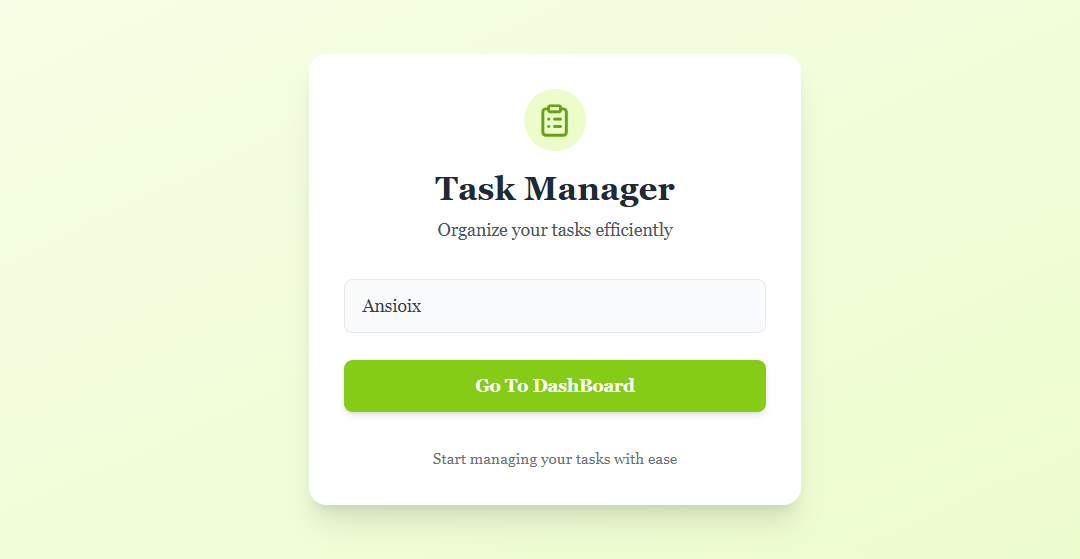 Task Manager
Organize your tasks efficiently
Ansioix
Go To DashBoard
Start managing your tasks with ease